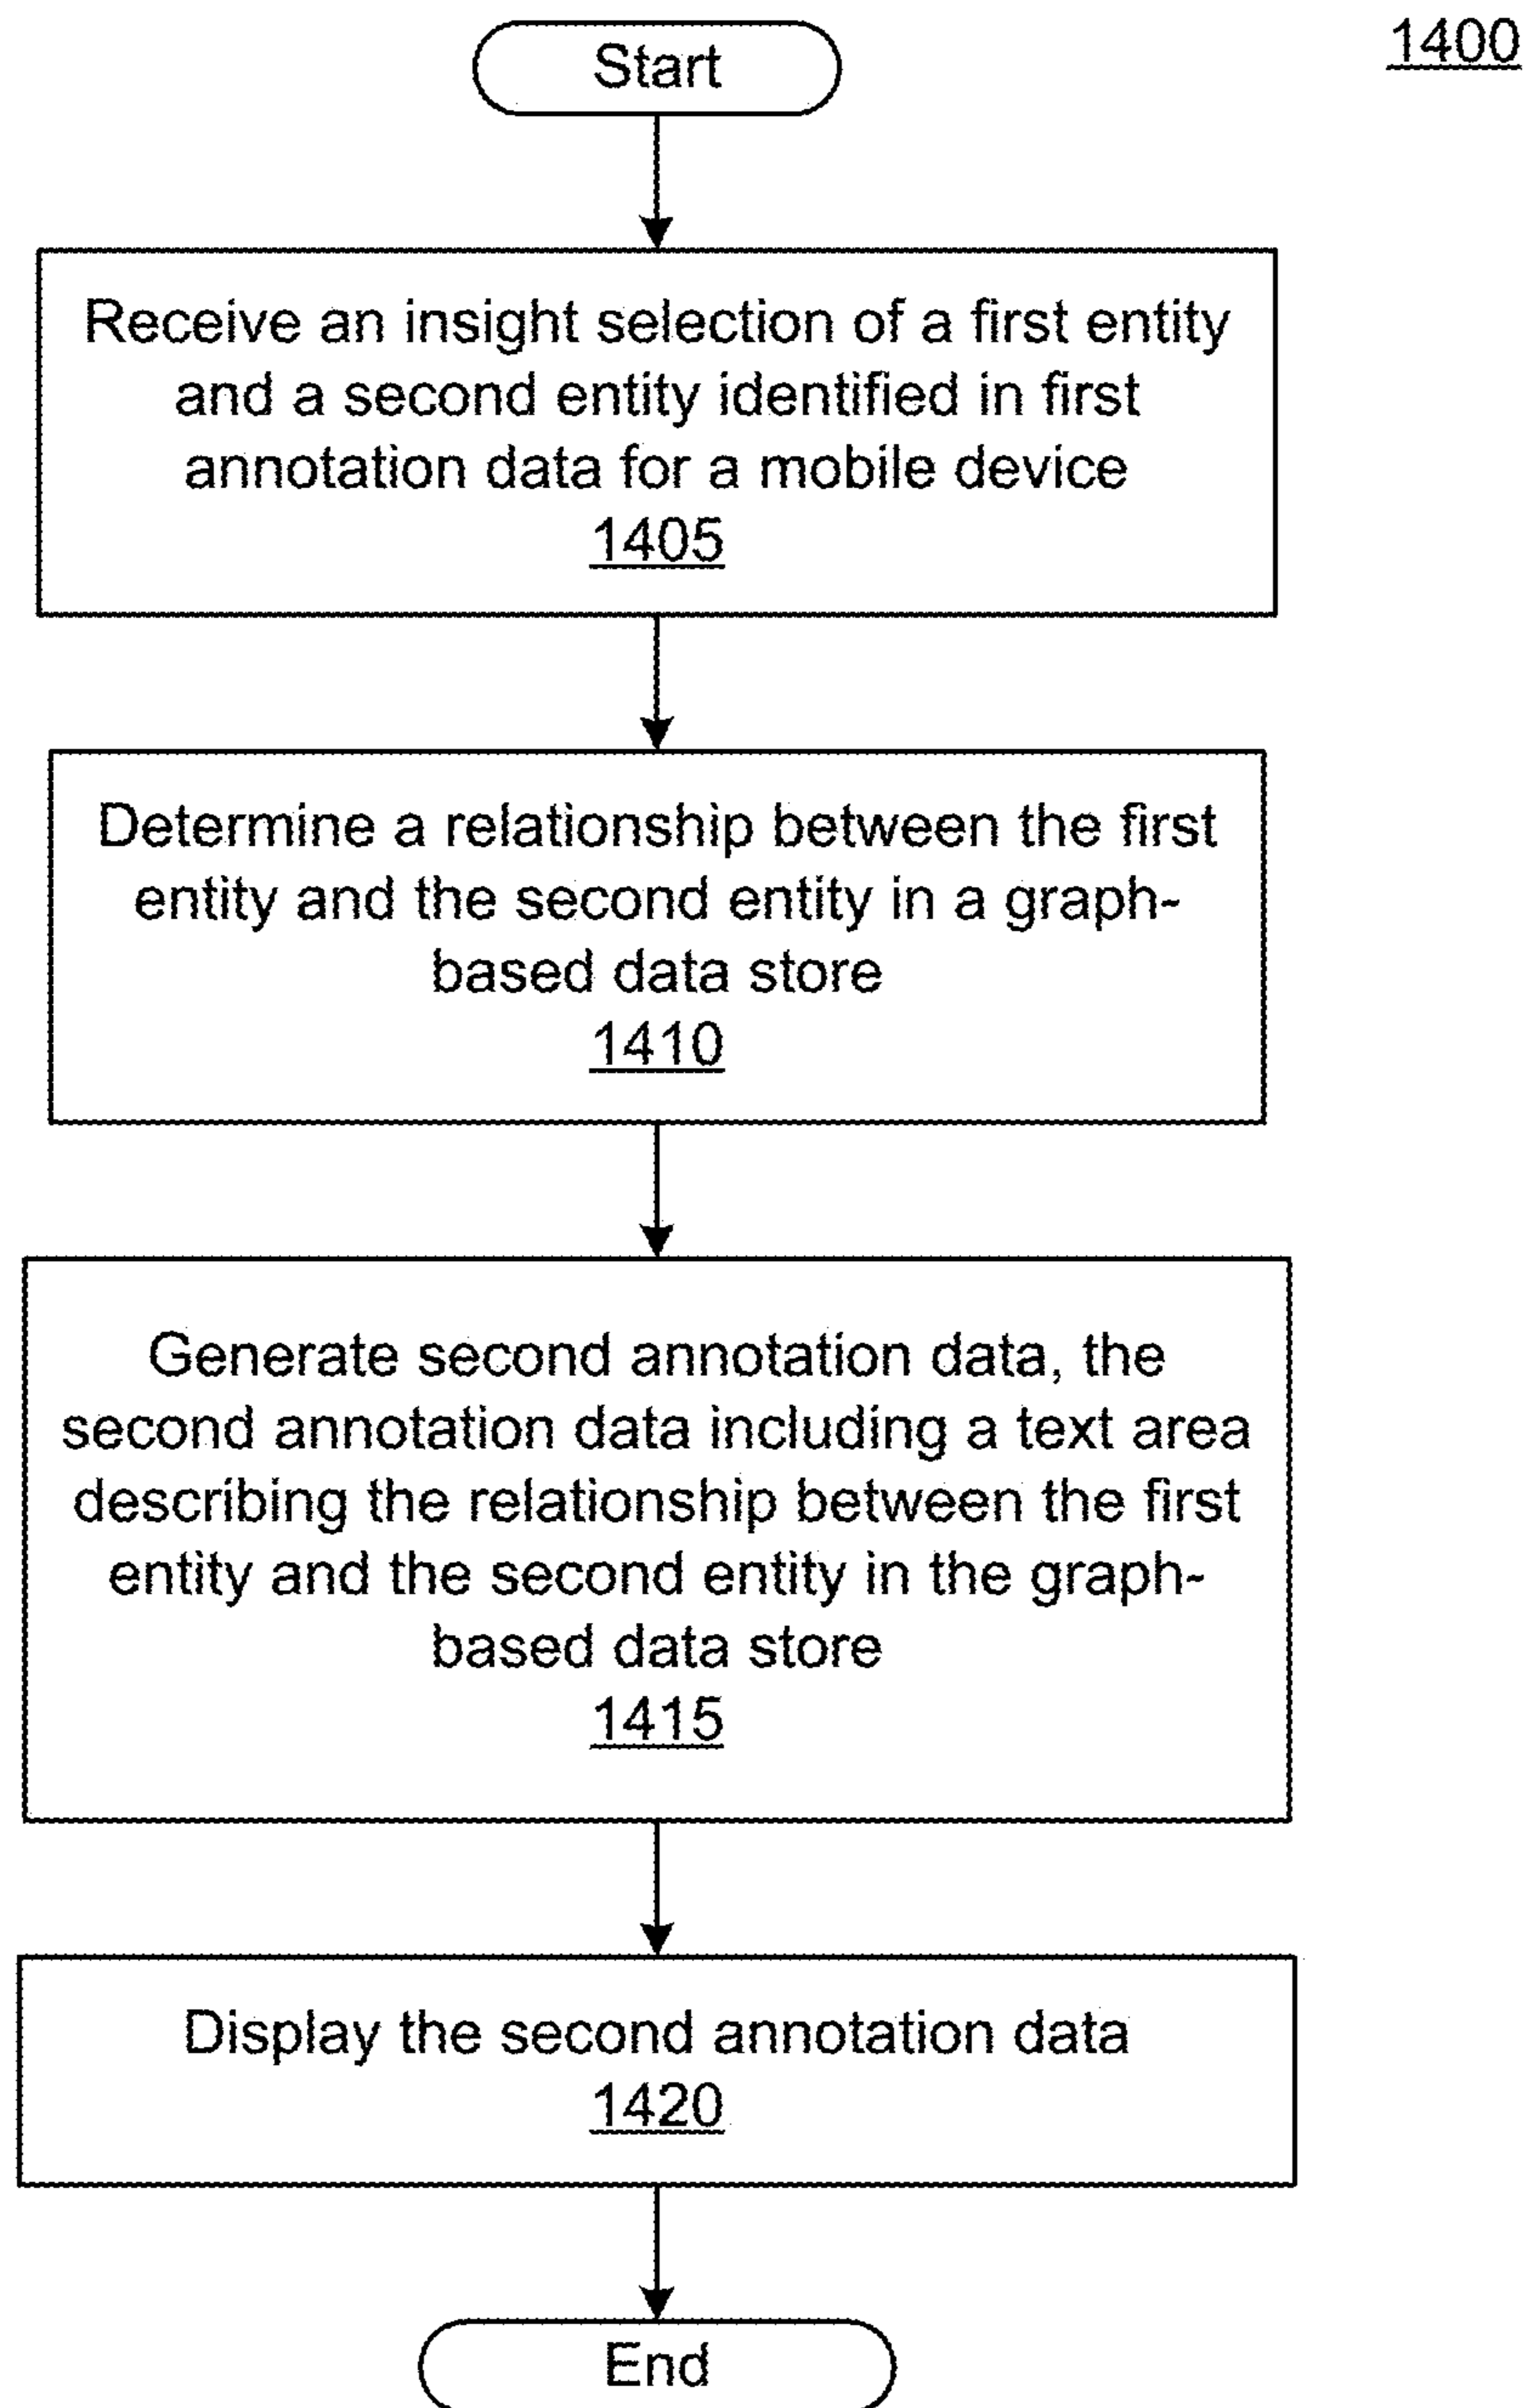 1400
Start
Receive an insight selection of a first entity
and a second entity identified in first
annotation data for a mobile device
1405
Determine a relationship between the first
entity and the second entity in a graph-
based data store
1410
Generate second annotation data, the
second annotation data including a text area
describing the relationship between the first
entity and the second entity in the graph-
based data store
1415
Display the second annotation data
1420
End